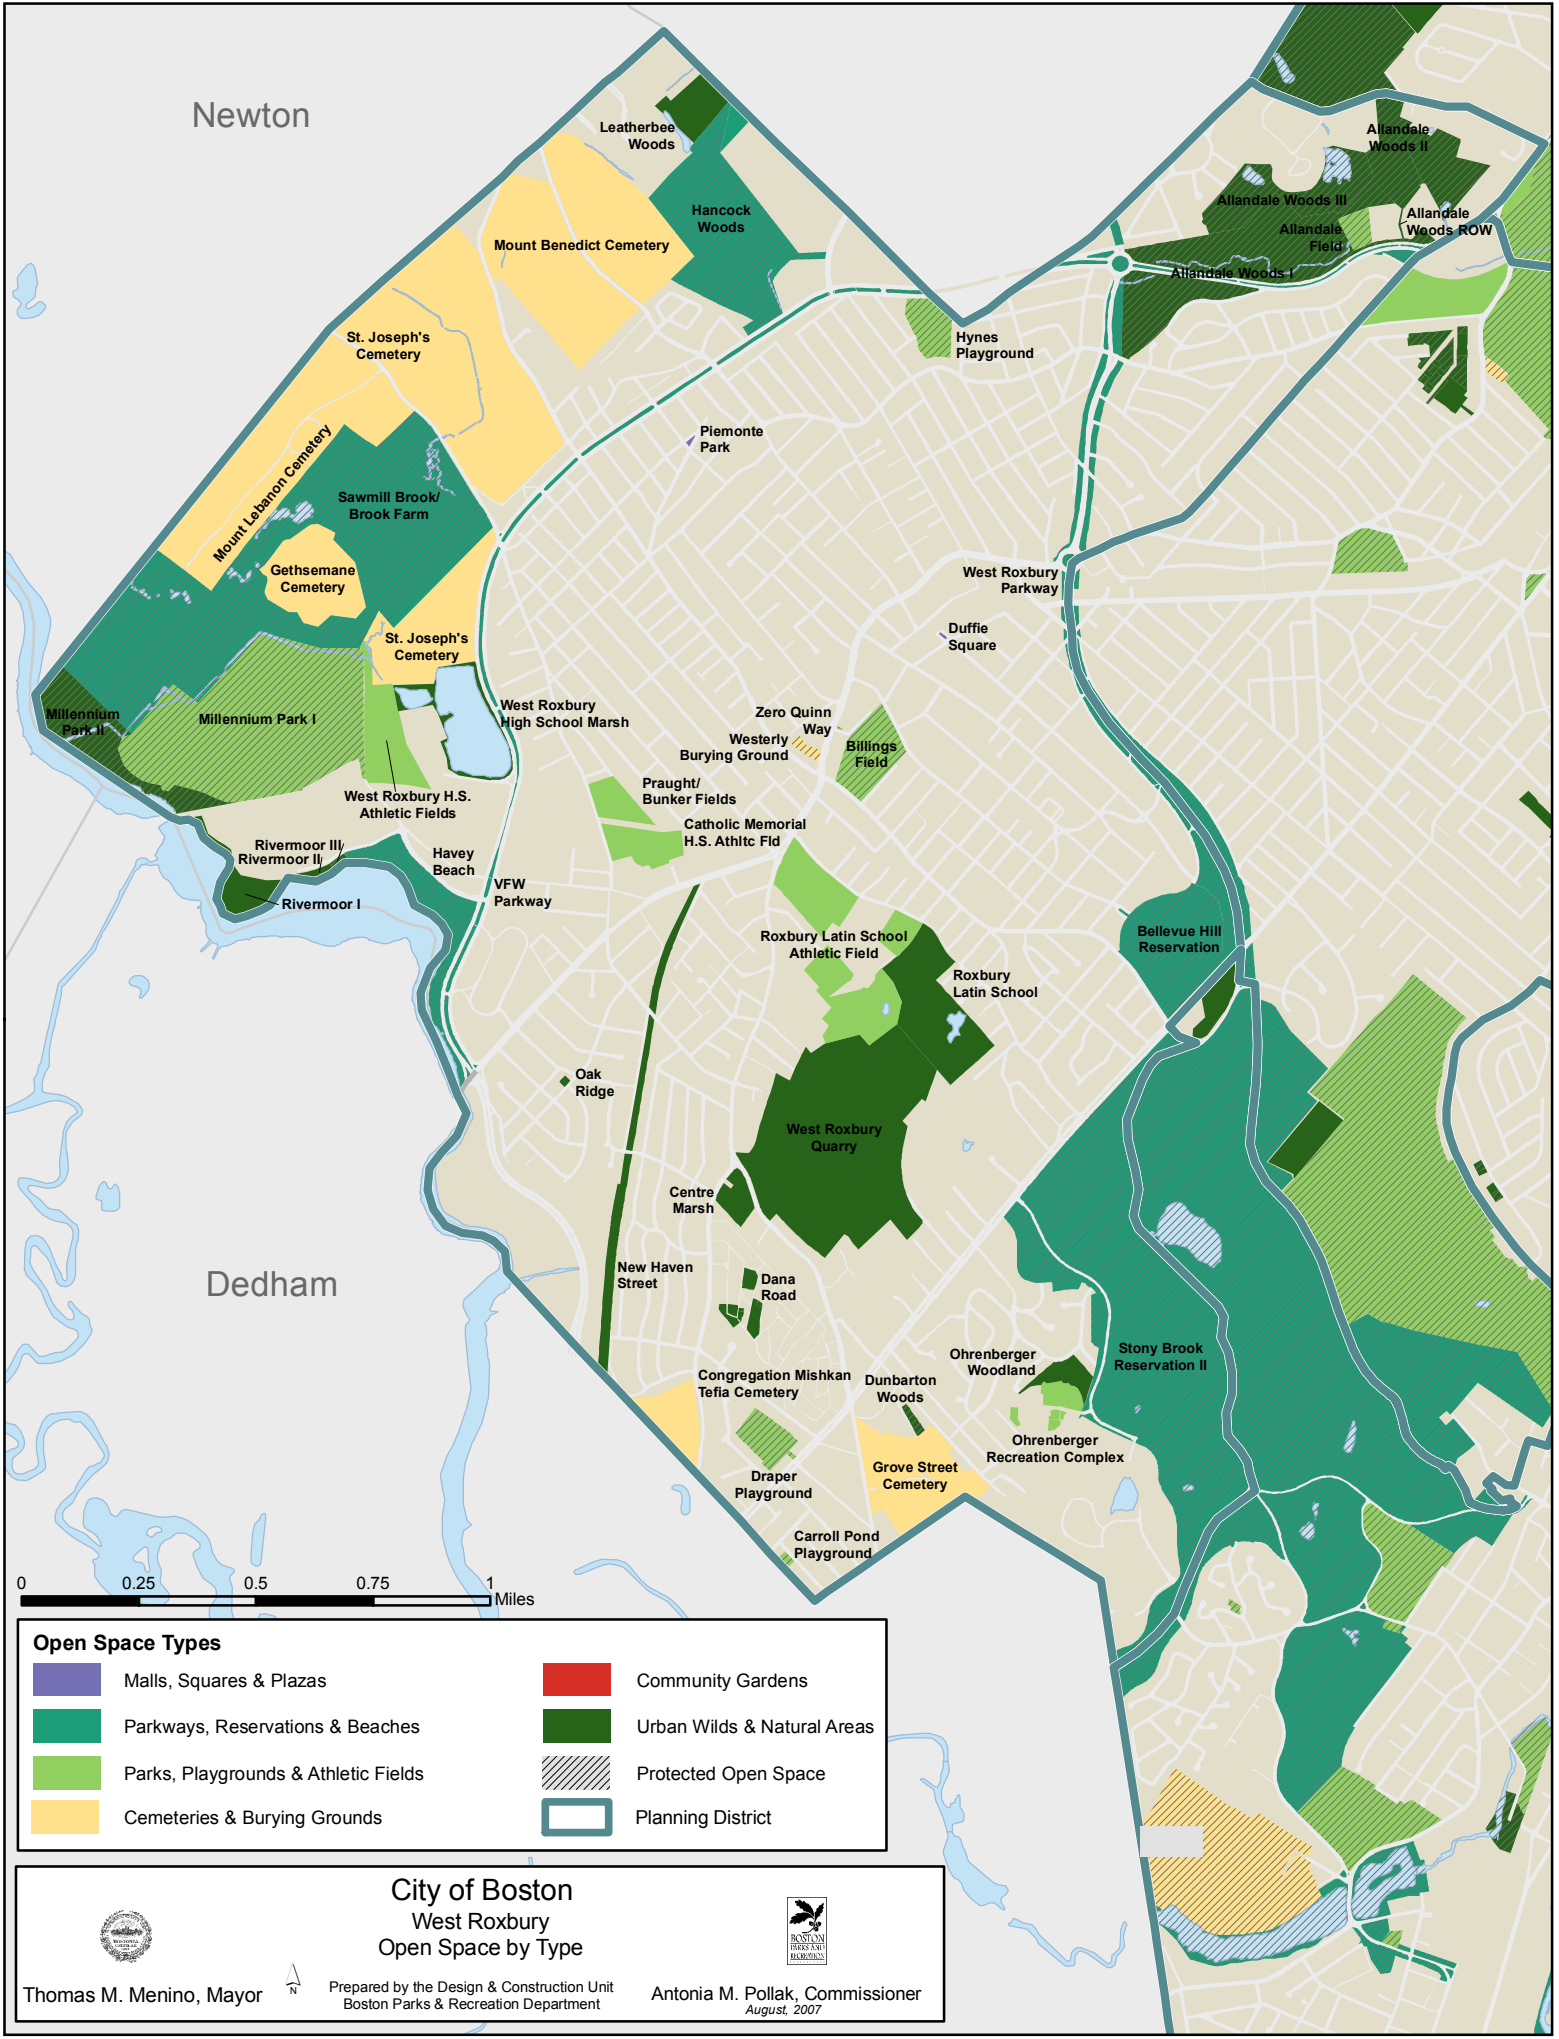 Newton
Leatherbee
Woods
Hancock
Woods
Mount Benedict Cemetery
Allandale
Woods II
Allandale Woods III
Allandale
Woods ROW
Allandale
Field
Allandale Woods I
St. Joseph's
Cemetery
Hynes
Playground
Piemonte
Park
Mount Lebanon Cemetery
Sawmill Brook/
Brook Farm
Gethsemane
Cemetery
West Roxbury
Parkway
St. Joseph's
Cemetery
Duffie
Square
Millennium
Park II
Millennium Park I
West Roxbury
High School Marsh
Zero Quinn
Way
Westerly
Burying Ground
Billings
Field
West Roxbury H.S.
Athletic Fields
Praught/
Bunker Fields
Catholic Memorial
H.S. Athltc Fld
Rivermoor III
Rivermoor II
Rivermoor I
Havey
Beach
VFW
Parkway
Roxbury Latin School
Athletic Field
Bellevue Hill
Reservation
Roxbury
Latin School
Oak
Ridge
West Roxbury
Quarry
Centre
Marsh
Dedham
New Haven
Street
Dana
Road
Stony Brook
Reservation II
Ohrenberger
Woodland
Congregation Mishkan
Tefia Cemetery
Dunbarton
Woods
Ohrenberger
Recreation Complex
Grove Street
Cemetery
Draper
Playground
Carroll Pond
Playground
0 0.25 0.5 0.75 1
Miles
Open Space Types
Malls, Squares & Plazas
Community Gardens
Parkways, Reservations & Beaches
Urban Wilds & Natural Areas
Parks, Playgrounds & Athletic Fields
Protected Open Space
Cemeteries & Burying Grounds
Planning District
City of Boston
West Roxbury
Open Space by Type
Thomas M. Menino, Mayor
N
Prepared by the Design & Construction Unit
Boston Parks & Recreation Department
BOSTON
PARKS AND
RECREATION
Antonia M. Pollak, Commissioner
August, 2007